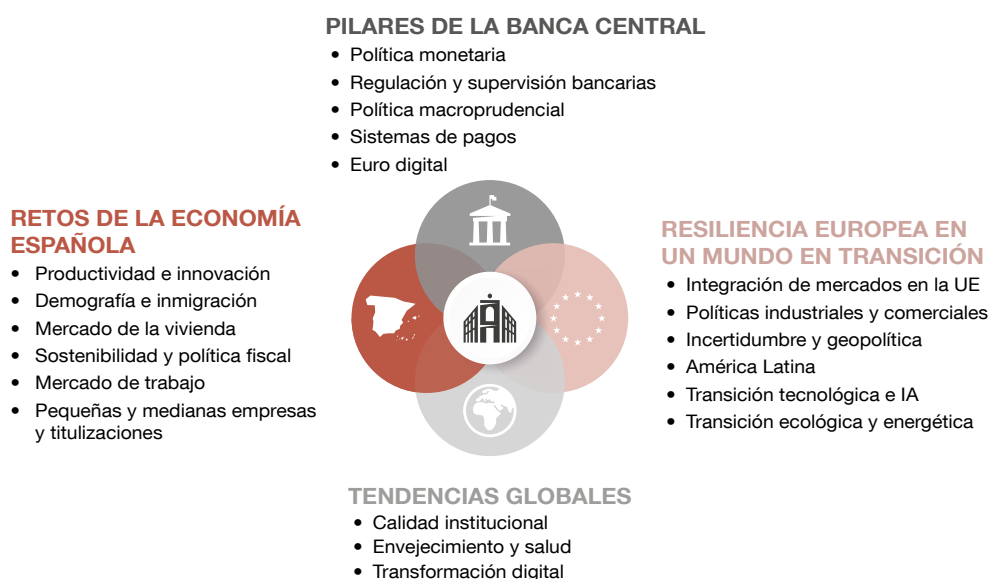 PILARES DE LA BANCA CENTRAL
• Política monetaria
• Regulación y supervisión bancarias
• Política macroprudencial
• Sistemas de pagos
• Euro digital
RETOS DE LA ECONOMÍA
ESPAÑOLA
• Productividad e innovación
• Demografía e inmigración
• Mercado de la vivienda
• Sostenibilidad y política fiscal
• Mercado de trabajo
• Pequeñas y medianas empresas
y titulizaciones
RESILIENCIA EUROPEA EN
UN MUNDO EN TRANSICIÓN
• Integración de mercados en la UE
• Políticas industriales y comerciales
• Incertidumbre y geopolítica
• América Latina
• Transición tecnológica e IA
• Transición ecológica y energética
TENDENCIAS GLOBALES
• Calidad institucional
• Envejecimiento y salud
• Transformación digital